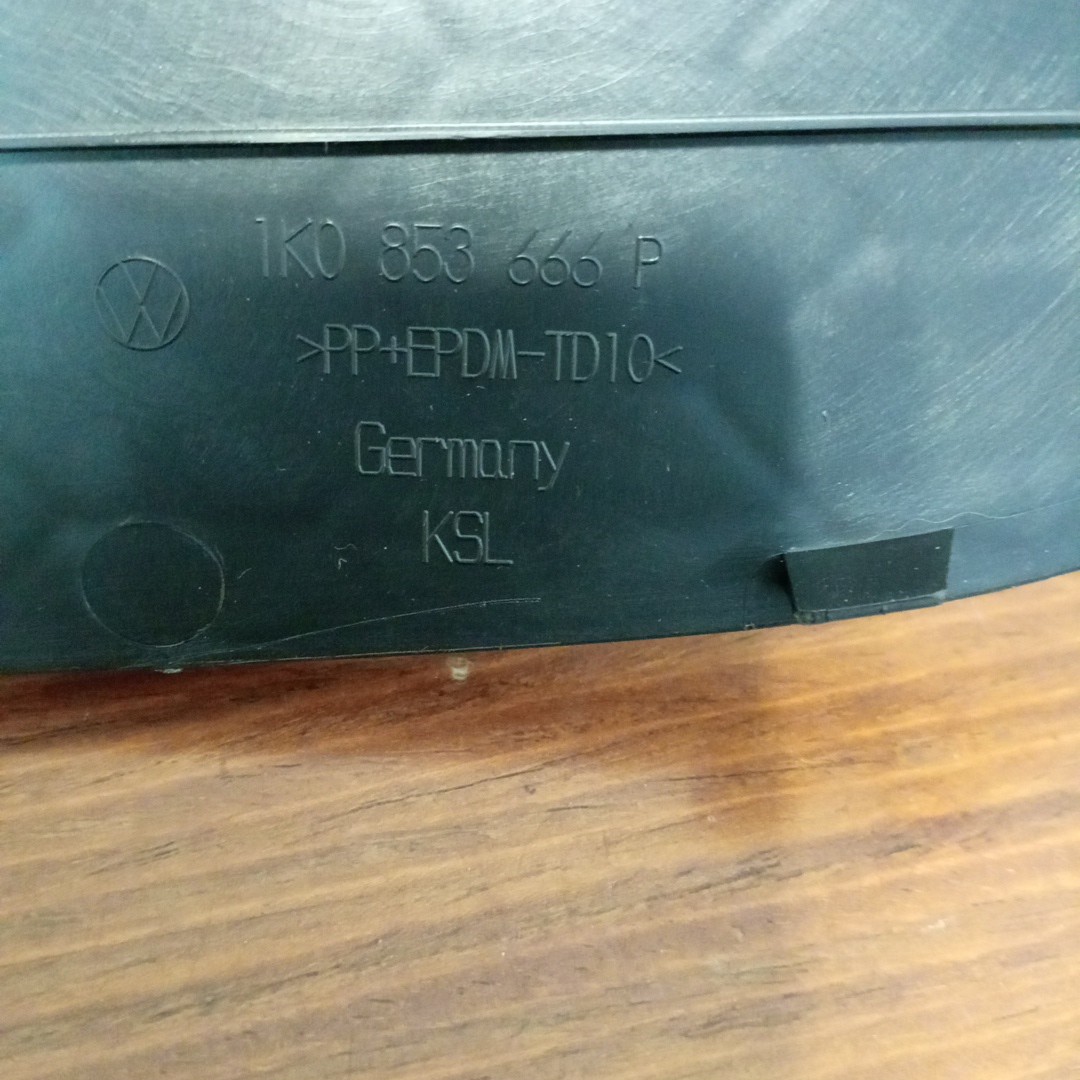 1K0 853 666 P
>PP+EPDM-TD10<
Germany
KSL